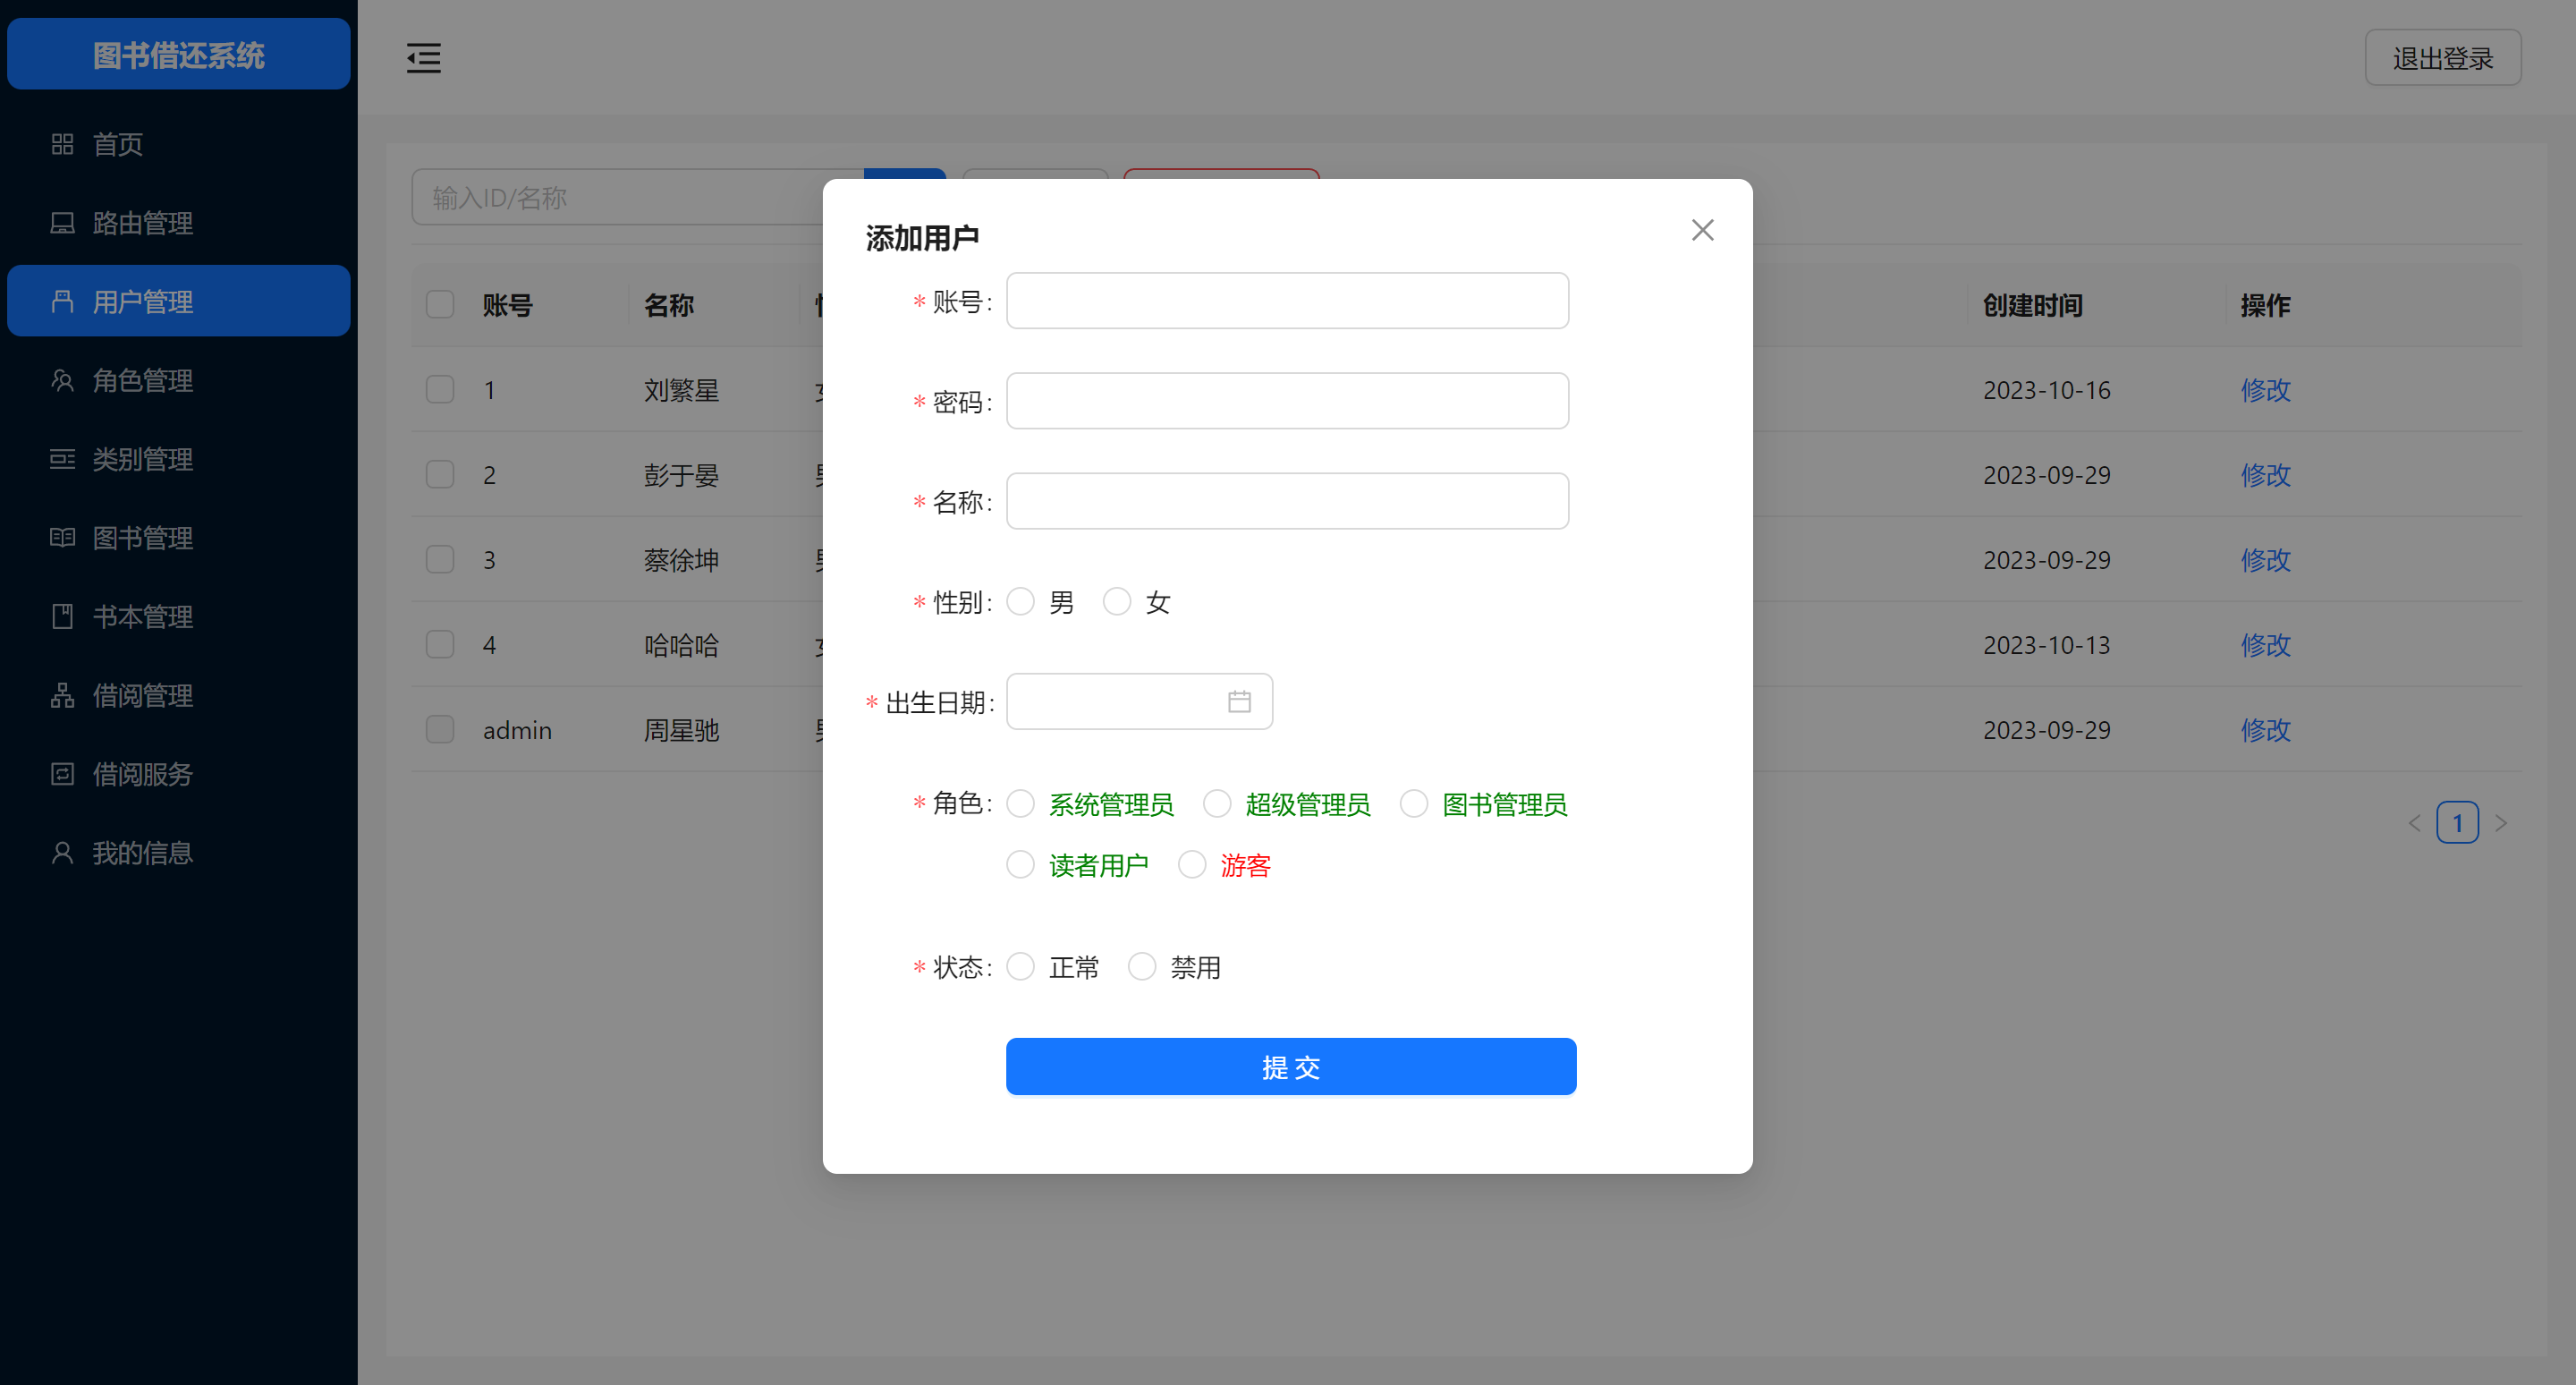 图书借还系统
首页
路由管理
用户管理
角色管理
类别管理
图书管理
书本管理
借阅管理
借阅服务
我的信息
退出登录
输入ID/名称
账号 名称 创建时间 操作
1 刘繁星 2023-10-16 修改
2 彭于晏 2023-09-29 修改
3 蔡徐坤 2023-09-29 修改
4 哈哈哈 2023-10-13 修改
admin 周星驰 2023-09-29 修改
1
添加用户
* 账号:
* 密码:
* 名称:
* 性别: 男 女
* 出生日期:
* 角色: 系统管理员 超级管理员 图书管理员
读者用户 游客
* 状态: 正常 禁用
提 交